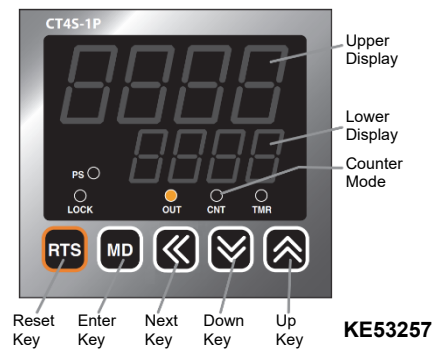 CT4S-1P
Upper
Display
Lower
Display
Counter
Mode
PS
LOCK
OUT
CNT
TMR
RTS
MD
Reset
Key
Enter
Key
Next
Key
Down
Key
Up
Key
KE53257